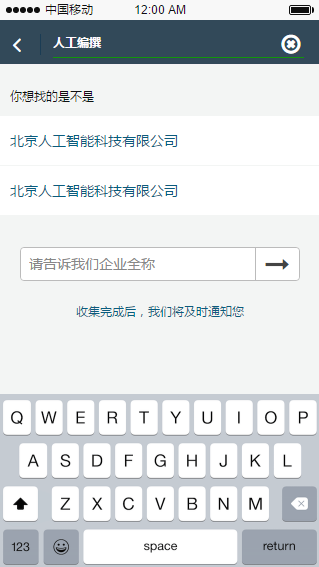 中国移动 12:00 AM
人工编撰
你想找的是不是
北京人工智能科技有限公司
北京人工智能科技有限公司
请告诉我们企业全称
收集完成后，我们将及时通知您
Q W E R T Y U I O P
A S D F G H J K L
Z X C V B N M
123 space return